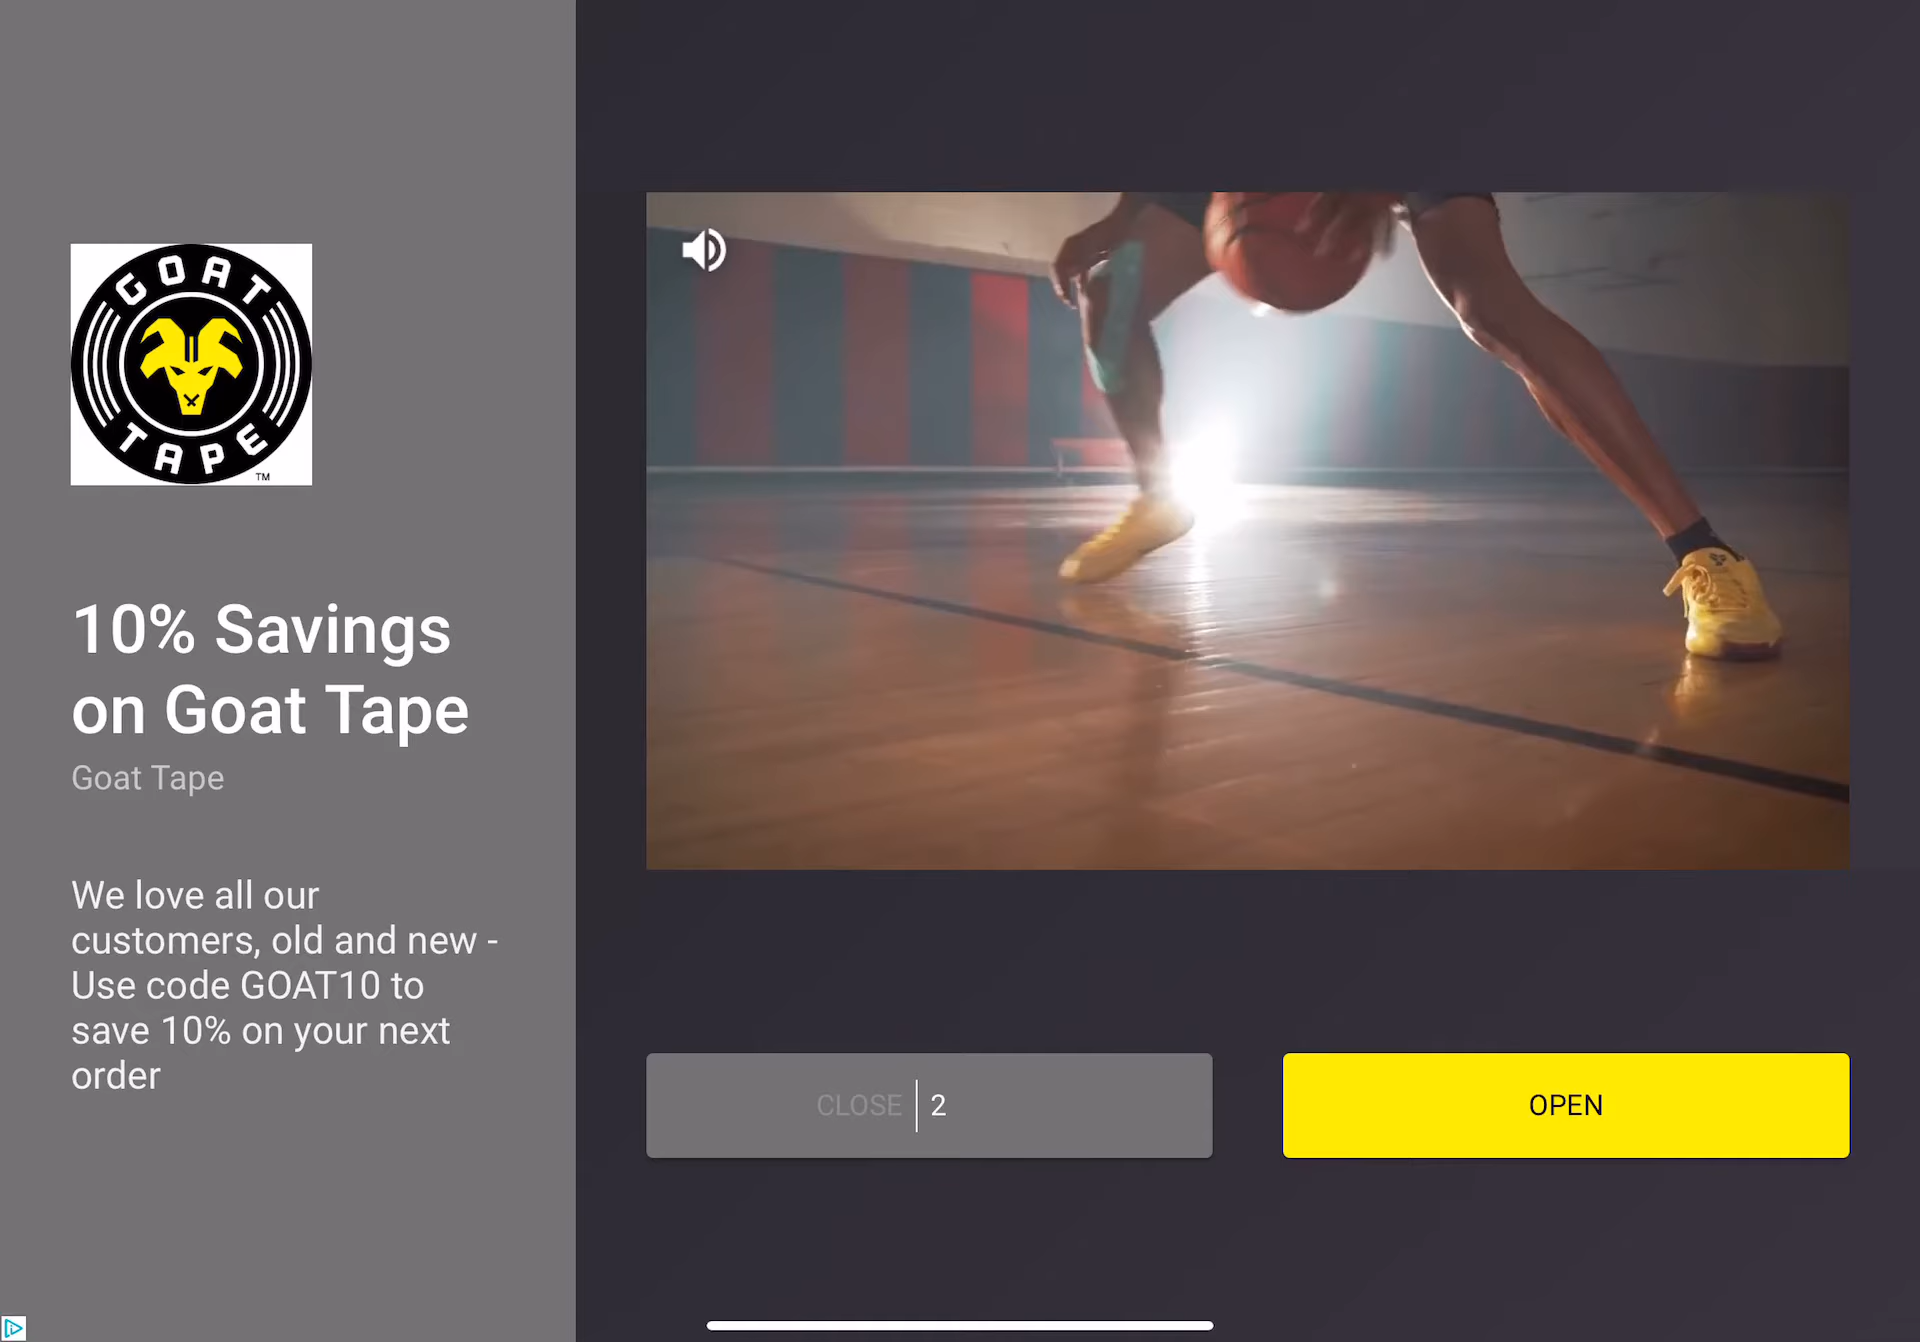 GOAT
TAPE
TM
10% Savings
on Goat Tape
Goat Tape
We love all our
customers, old and new -
Use code GOAT10 to
save 10% on your next
order
CLOSE 2
OPEN